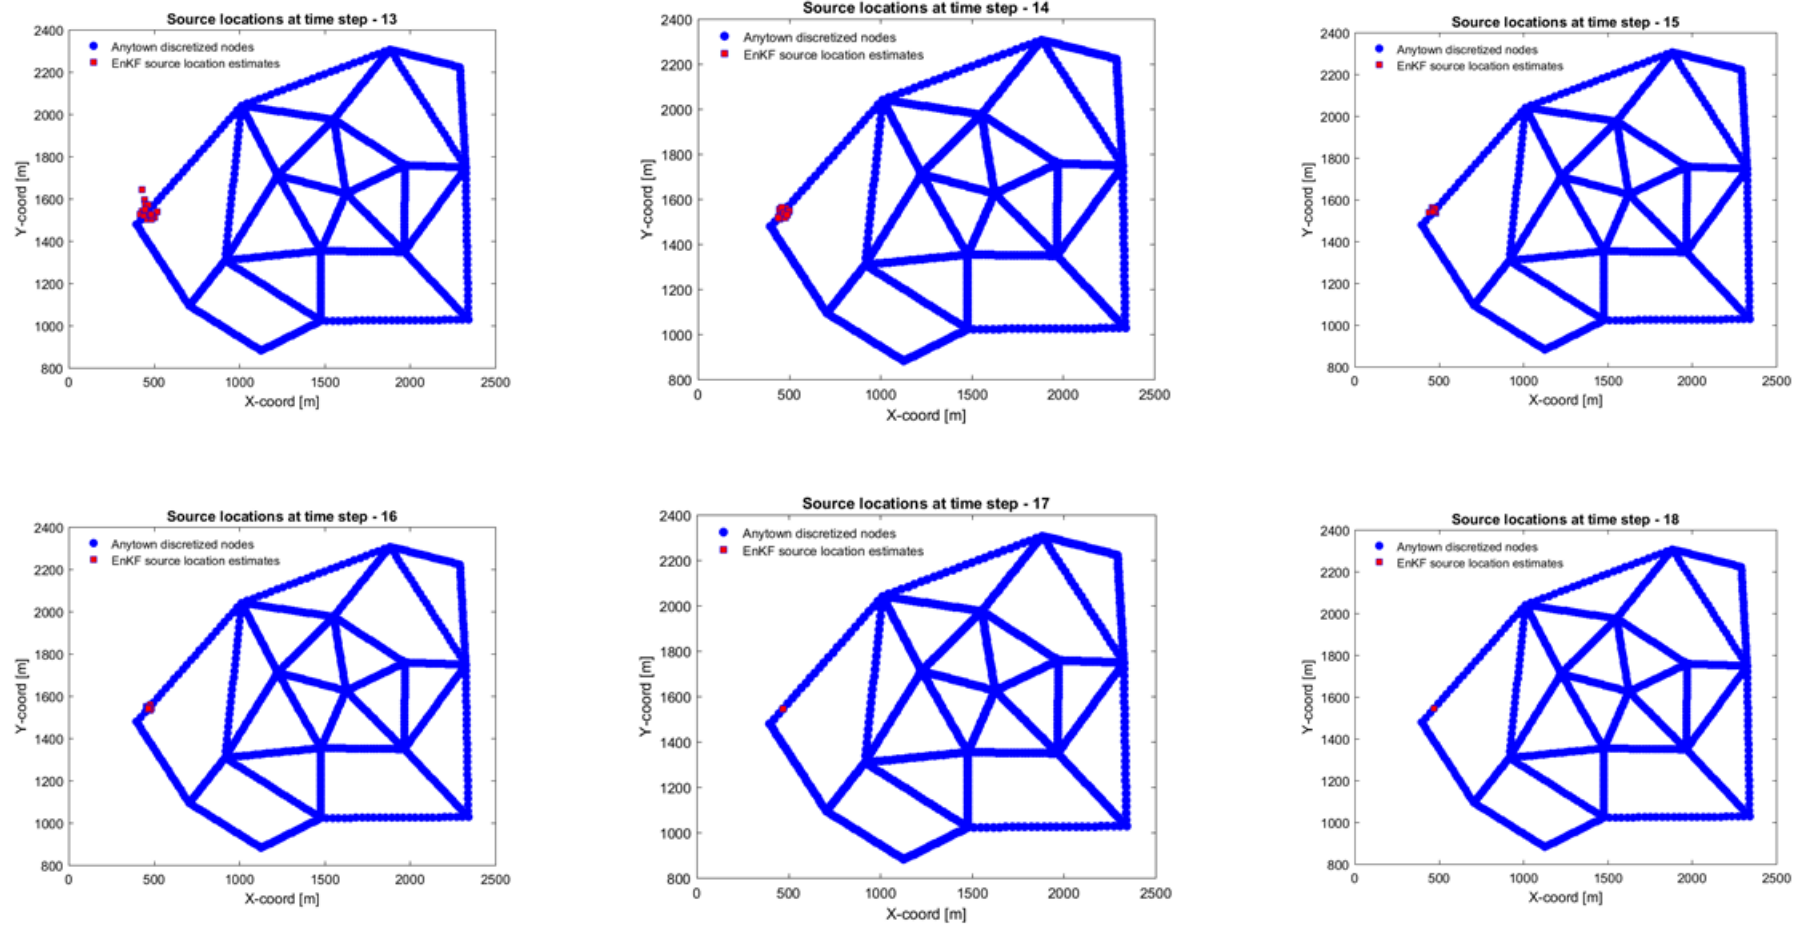 Source locations at time step - 13
Anytown discretized nodes
EnKF source location estimates
2400
2200
2000
1800
1600
1400
1200
1000
800
Y-coord [m]
0 500 1000 1500 2000 2500
X-coord [m]
Source locations at time step - 14
Anytown discretized nodes
EnKF source location estimates
2400
2200
2000
1800
1600
1400
1200
1000
800
Y-coord [m]
0 500 1000 1500 2000 2500
X-coord [m]
Source locations at time step - 15
Anytown discretized nodes
EnKF source location estimates
2400
2200
2000
1800
1600
1400
1200
1000
800
Y-coord [m]
0 500 1000 1500 2000 2500
X-coord [m]
Source locations at time step - 16
Anytown discretized nodes
EnKF source location estimates
2400
2200
2000
1800
1600
1400
1200
1000
800
Y-coord [m]
0 500 1000 1500 2000 2500
X-coord [m]
Source locations at time step - 17
Anytown discretized nodes
EnKF source location estimates
2400
2200
2000
1800
1600
1400
1200
1000
800
Y-coord [m]
0 500 1000 1500 2000 2500
X-coord [m]
Source locations at time step - 18
Anytown discretized nodes
EnKF source location estimates
2400
2200
2000
1800
1600
1400
1200
1000
800
Y-coord [m]
0 500 1000 1500 2000 2500
X-coord [m]